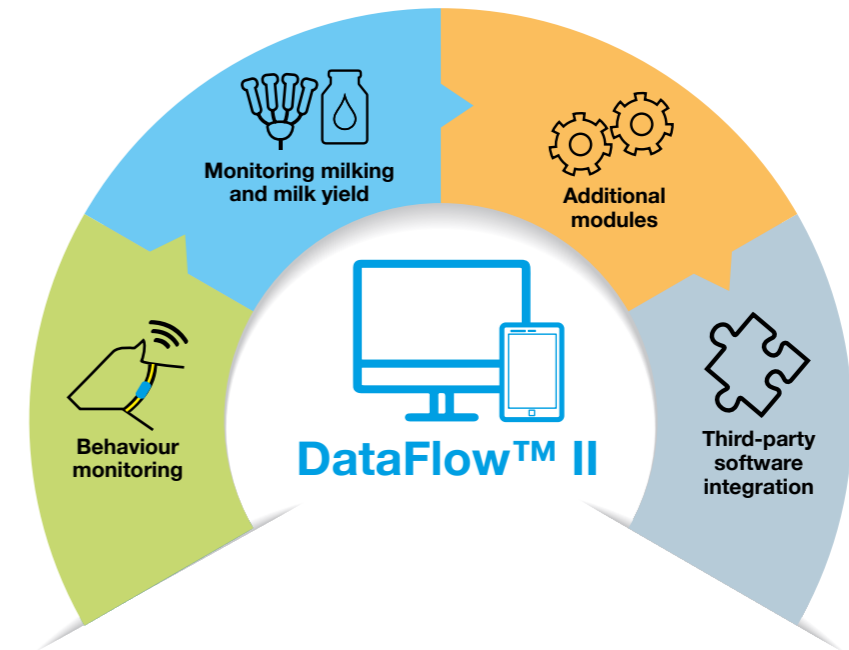 Monitoring milking
and milk yield
Additional
modules
Behaviour
monitoring
Third-party
software
integration
DataFlow™ II